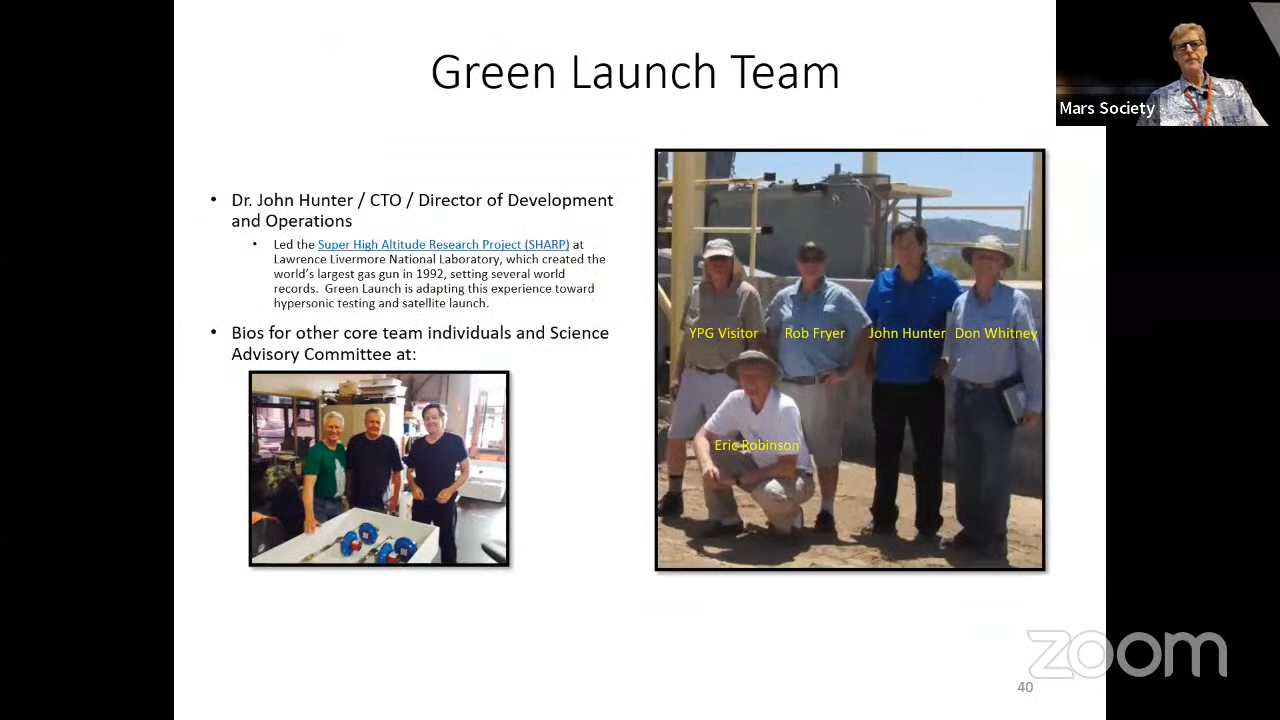 Green Launch Team
Mars Society
• Dr. John Hunter / CTO / Director of Development
and Operations
• Led the Super High Altitude Research Project (SHARP) at
Lawrence Livermore National Laboratory, which created the
world's largest gas gun in 1992, setting several world
records. Green Launch is adapting this experience toward
hypersonic testing and satellite launch.
• Bios for other core team individuals and Science
Advisory Committee at:
YPG Visitor
Rob Fryer
John Hunter
Don Whitney
Eric Robinson
zoom
40